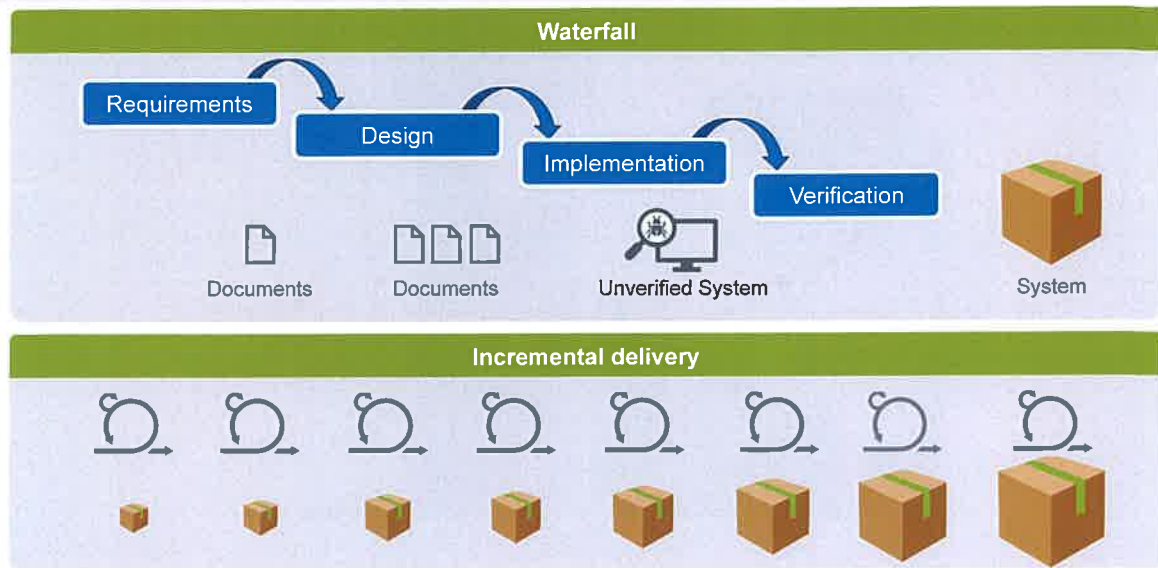 Waterfall
Requirements
Design
Implementation
Verification
Documents
Documents
Unverified System
System
Incremental delivery